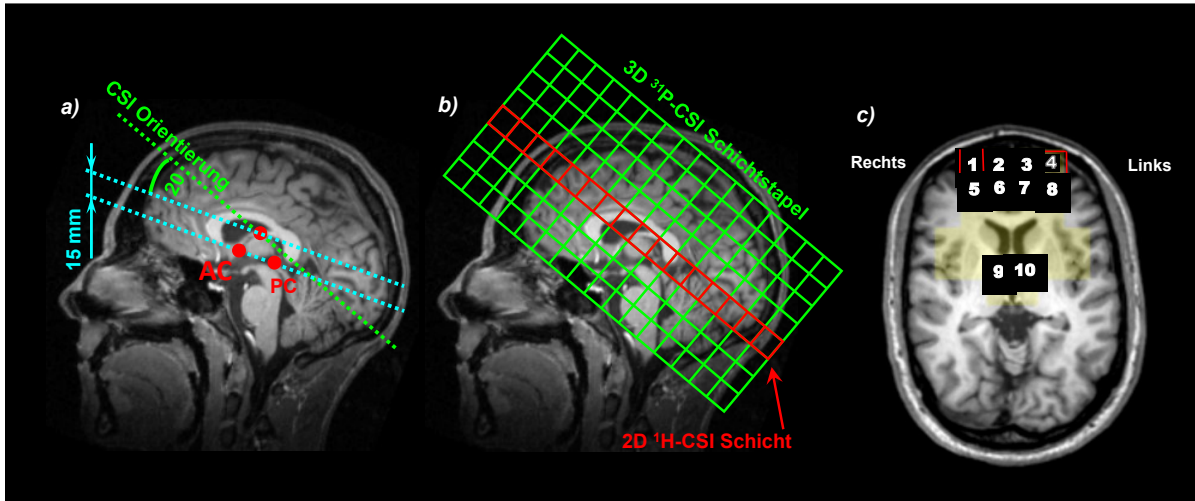 a)
CSI Orientierung
20
15 mm
AC
PC
b)
3D ³¹P-CSI Schichtstapel
2D ¹H-CSI Schicht
c)
Rechts
Links
1 2 3 4
5 6 7 8
9 10